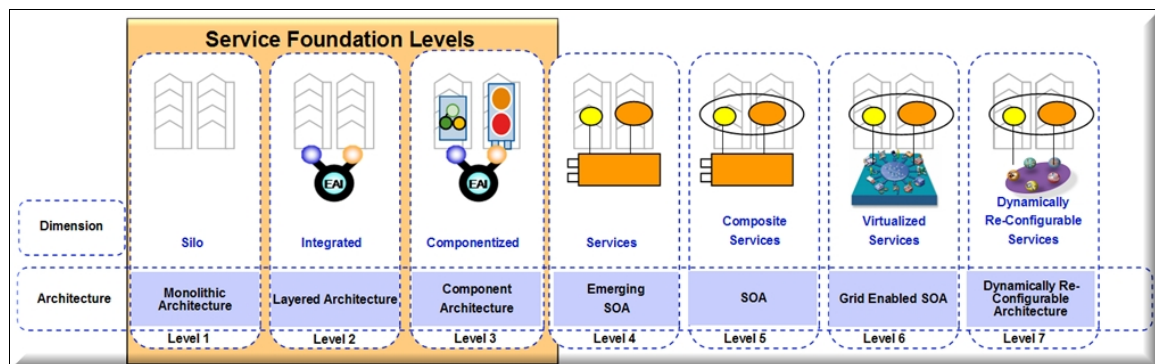 Service Foundation Levels
EAI
EAI
Dimension
Silo
Integrated
Componentized
Services
Composite
Services
Virtualized
Services
Dynamically
Re-Configurable
Services
Architecture
Monolithic
Architecture
Layered Architecture
Component
Architecture
Emerging
SOA
SOA
Grid Enabled SOA
Dynamically Re-
Configurable
Architecture
Level 1
Level 2
Level 3
Level 4
Level 5
Level 6
Level 7